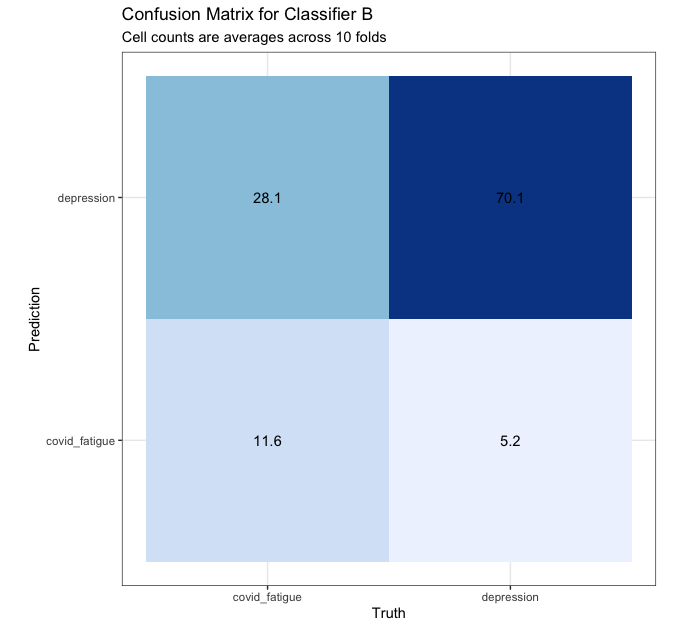 Confusion Matrix for Classifier B
Cell counts are averages across 10 folds
depression
28.1
70.1
Prediction
covid_fatigue
11.6
5.2
covid_fatigue
depression
Truth